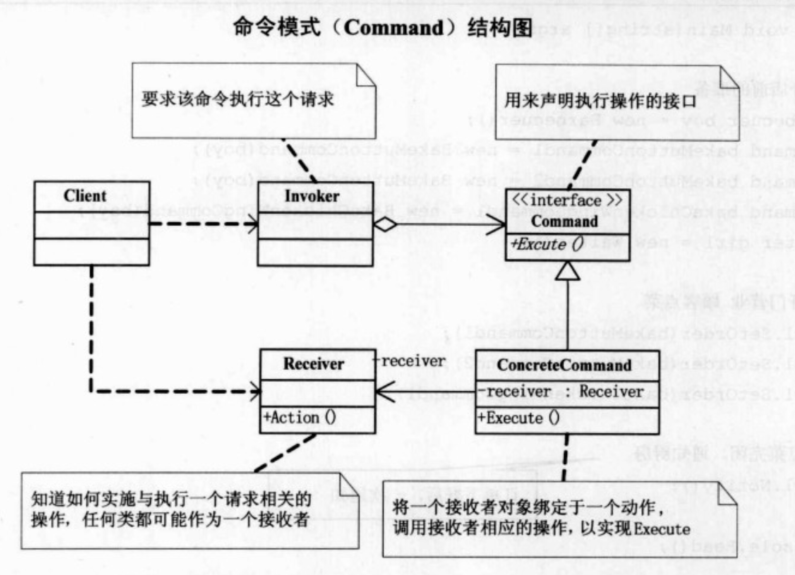 命令模式（Command）结构图
要求该命令执行这个请求
用来声明执行操作的接口
Client
Invoker
<<interface >>
Command
+Excute ()
Receiver
-receiver
+Action ()
ConcreteCommand
-receiver : Receiver
+Execute ()
知道如何实施与执行一个请求相关的
操作，任何类都可能作为一个接收者
将一个接收者对象绑定于一个动作，
调用接收者相应的操作，以实现Execute